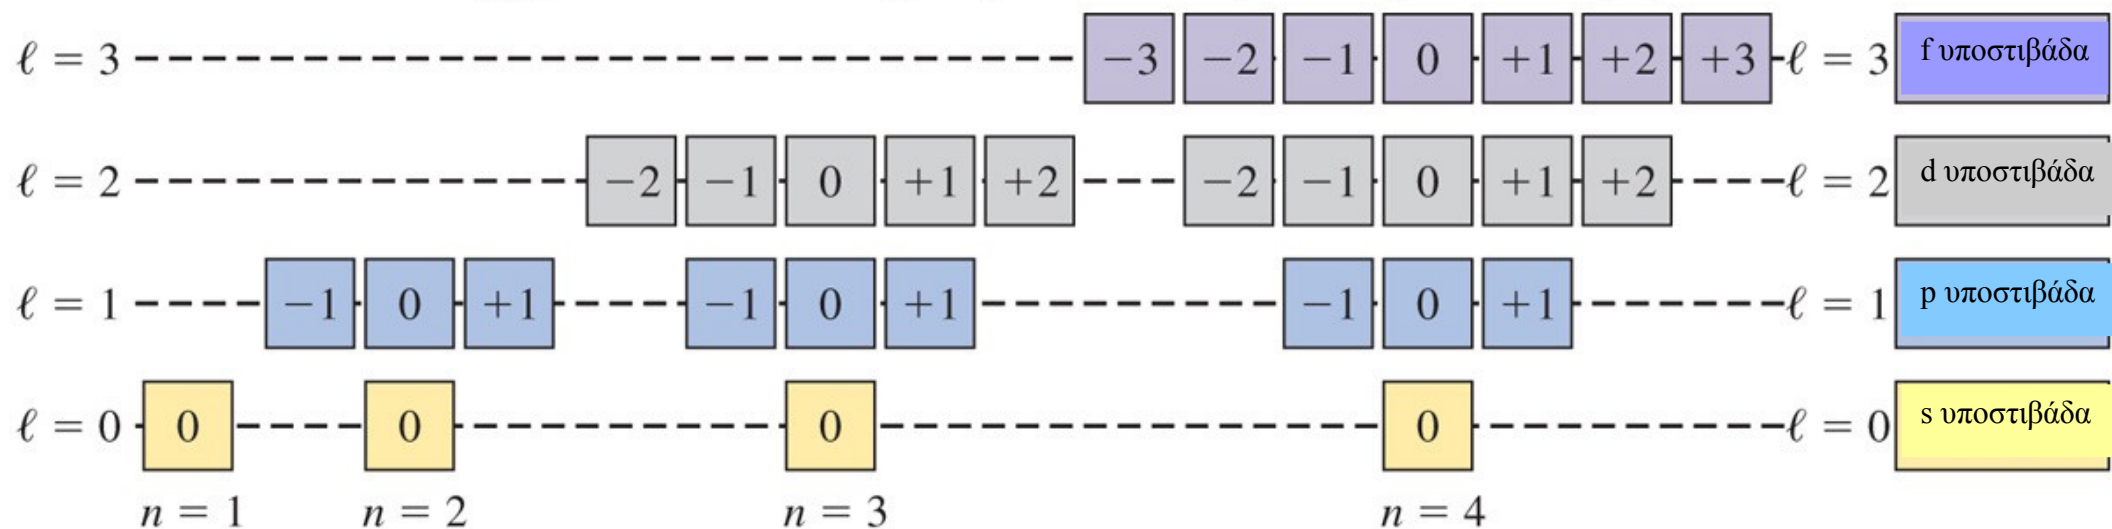 ℓ = 3 −3 −2 −1 0 +1 +2 +3 ℓ = 3 f υποστιβάδα
ℓ = 2 −2 −1 0 +1 +2 −2 −1 0 +1 +2 ℓ = 2 d υποστιβάδα
ℓ = 1 −1 0 +1 −1 0 +1 −1 0 +1 ℓ = 1 p υποστιβάδα
ℓ = 0 0 0 0 0 ℓ = 0 s υποστιβάδα
n = 1 n = 2 n = 3 n = 4